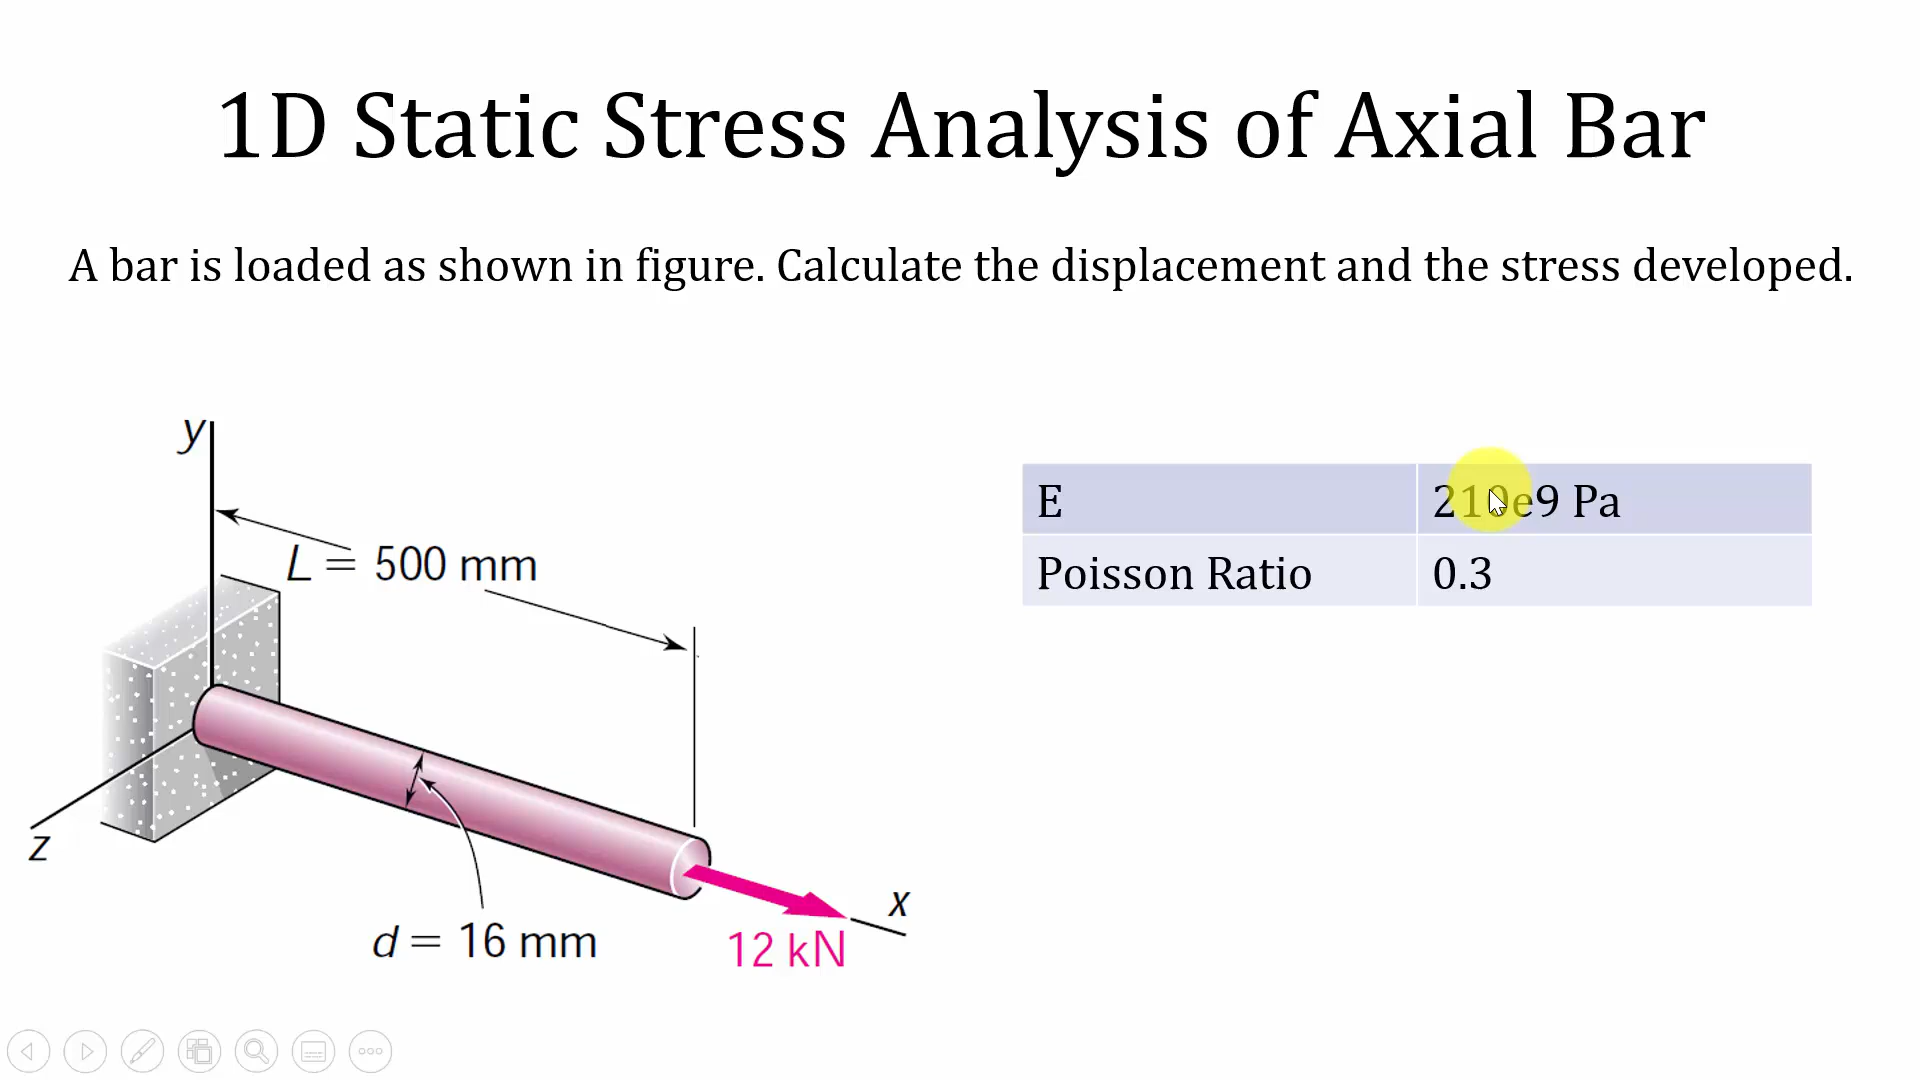 1D Static Stress Analysis of Axial Bar
A bar is loaded as shown in figure. Calculate the displacement and the stress developed.
y
L = 500 mm
z
d = 16 mm
x
12 kN
E 210e9 Pa
Poisson Ratio 0.3